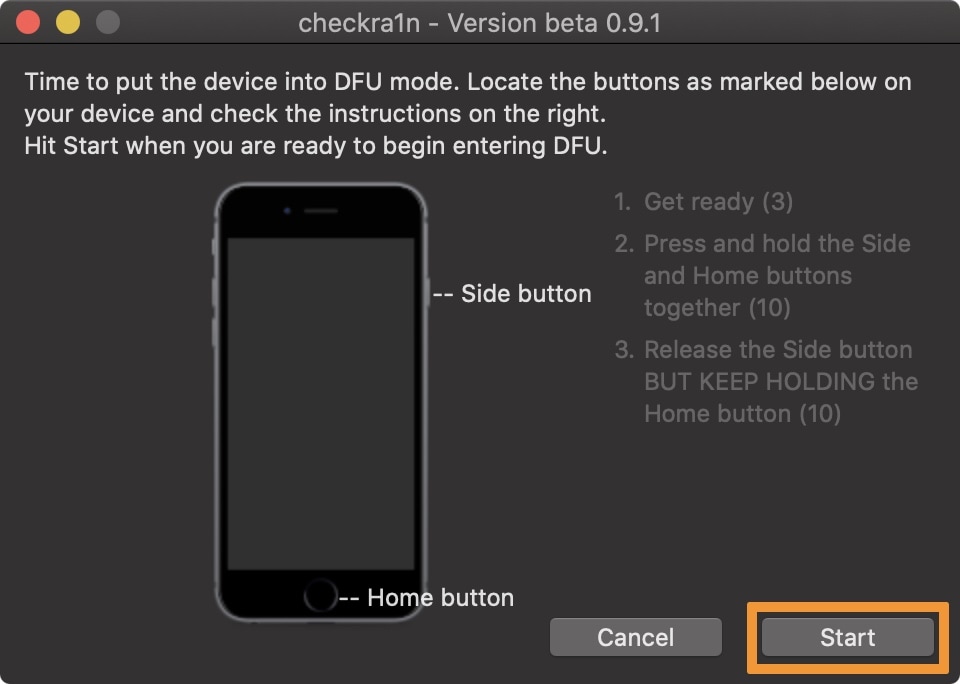 checkra1n - Version beta 0.9.1
Time to put the device into DFU mode. Locate the buttons as marked below on
your device and check the instructions on the right.
Hit Start when you are ready to begin entering DFU.
-- Side button
-- Home button
1. Get ready (3)
2. Press and hold the Side
and Home buttons
together (10)
3. Release the Side button
BUT KEEP HOLDING the
Home button (10)
Cancel
Start